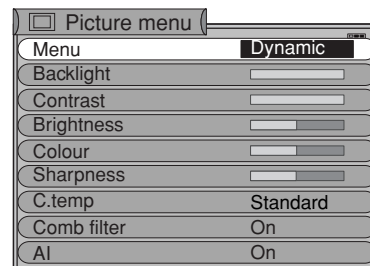 Picture menu
Menu Dynamic
Backlight
Contrast
Brightness
Colour
Sharpness
C.temp Standard
Comb filter On
AI On